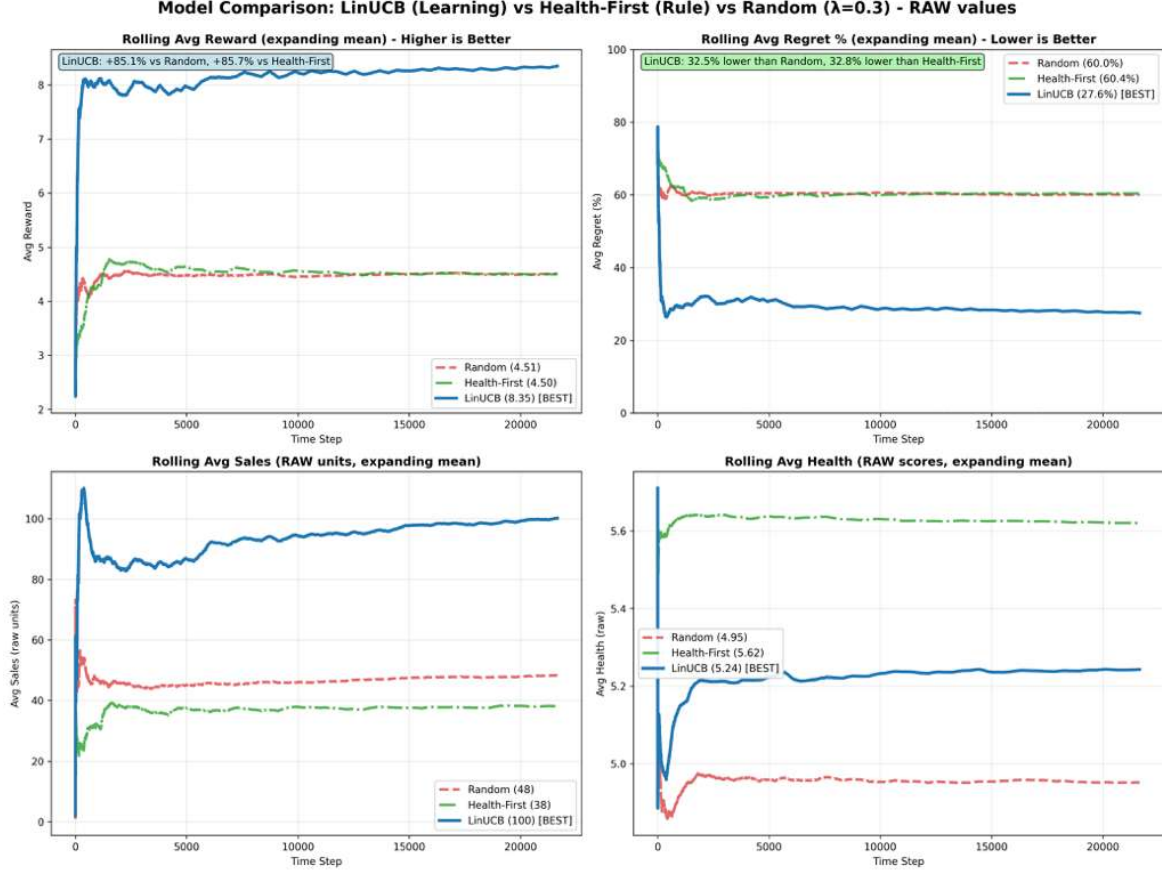 Model Comparison: LinUCB (Learning) vs Health-First (Rule) vs Random (λ=0.3) - RAW values
Rolling Avg Reward (expanding mean) - Higher is Better
LinUCB: +85.1% vs Random, +85.7% vs Health-First
8
7
6
5
4
3
2
Avg Reward
Random (4.51)
Health-First (4.50)
LinUCB (8.35) [BEST]
0 5000 10000 15000 20000
Time Step
Rolling Avg Regret % (expanding mean) - Lower is Better
LinUCB: 32.5% lower than Random, 32.8% lower than Health-First
Random (60.0%)
Health-First (60.4%)
LinUCB (27.6%) [BEST]
100
80
60
40
20
0
Avg Regret (%)
0 5000 10000 15000 20000
Time Step
Rolling Avg Sales (RAW units, expanding mean)
100
80
60
40
20
0
Avg Sales (raw units)
Random (48)
Health-First (38)
LinUCB (100) [BEST]
0 5000 10000 15000 20000
Time Step
Rolling Avg Health (RAW scores, expanding mean)
5.6
5.4
5.2
5.0
Avg Health (raw)
Random (4.95)
Health-First (5.62)
LinUCB (5.24) [BEST]
0 5000 10000 15000 20000
Time Step